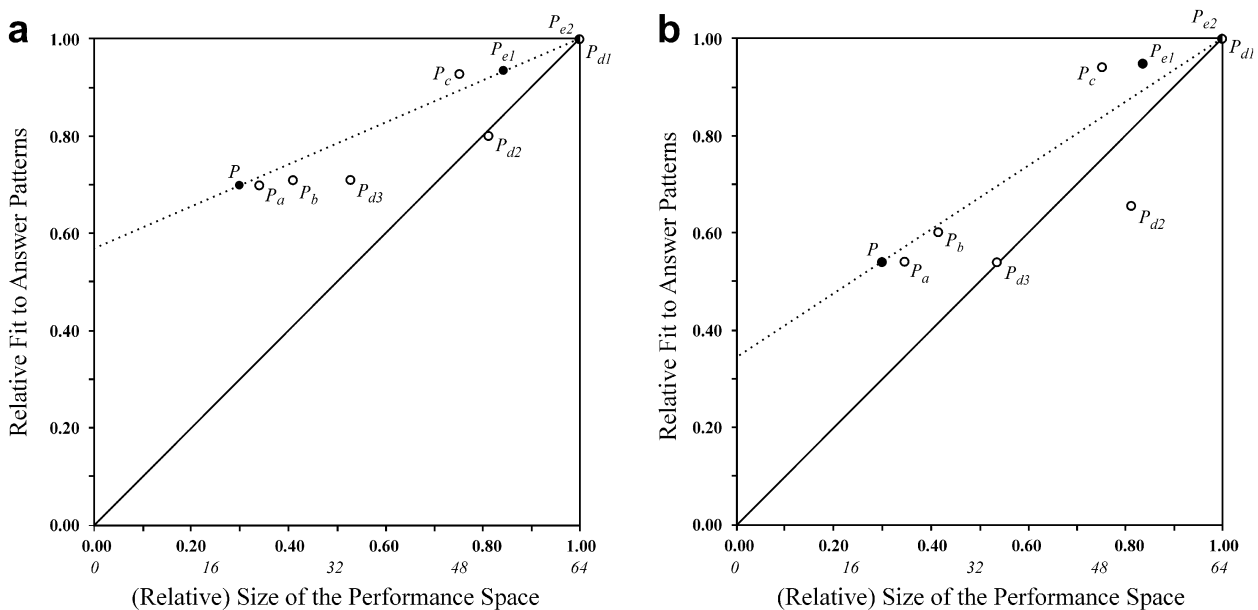 a
P_e2
1.00
P_e1
P_d1
P_c
0.80
P_d2
P
P_a
P_b
P_d3
0.60
0.40
0.20
0.00
0.00 0.20 0.40 0.60 0.80 1.00
0 16 32 48 64
Relative Fit to Answer Patterns
(Relative) Size of the Performance Space
b
P_e2
1.00
P_e1
P_d1
P_c
0.80
P_d2
0.60
P
P_a
P_b
P_d3
0.40
0.20
0.00
0.00 0.20 0.40 0.60 0.80 1.00
0 16 32 48 64
Relative Fit to Answer Patterns
(Relative) Size of the Performance Space